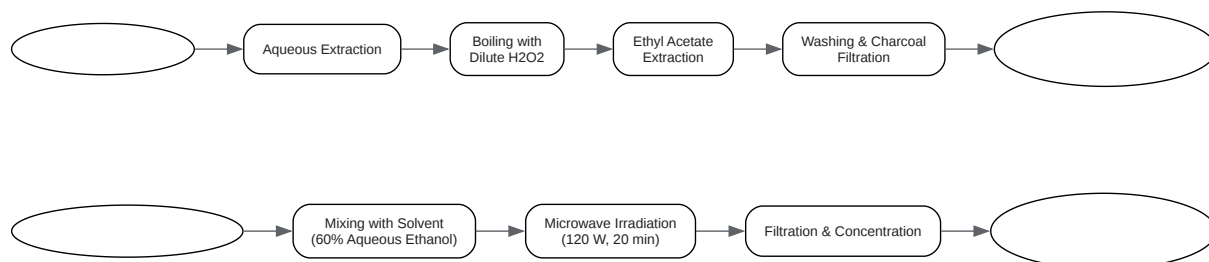 Aqueous Extraction
Boiling with
Dilute H2O2
Ethyl Acetate
Extraction
Washing & Charcoal
Filtration
Mixing with Solvent
(60% Aqueous Ethanol)
Microwave Irradiation
(120 W, 20 min)
Filtration & Concentration